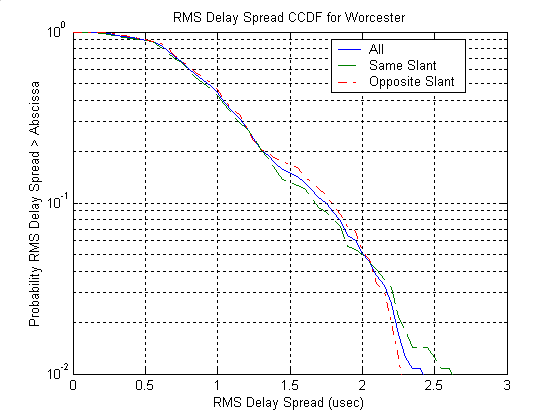 RMS Delay Spread CCDF for Worcester
All
Same Slant
Opposite Slant
Probability RMS Delay Spread > Abscissa
10^0
10^-1
10^-2
0 0.5 1 1.5 2 2.5 3
RMS Delay Spread (usec)